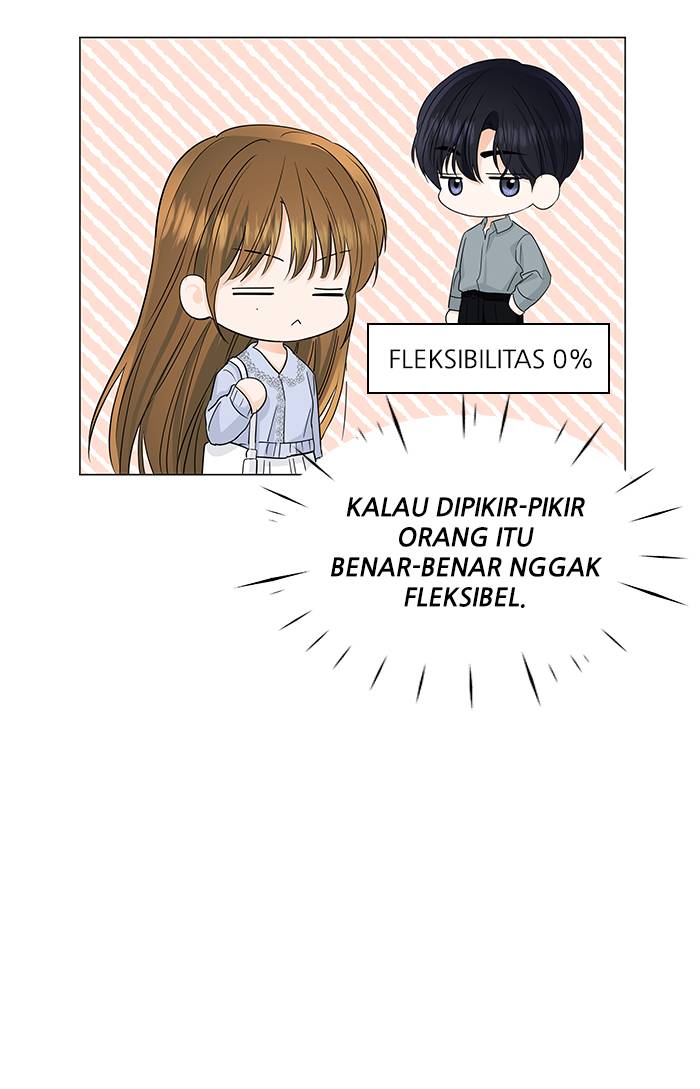 FLEKSIBILITAS 0%
KALAU DIPIKIR-PIKIR
ORANG ITU
BENAR-BENAR NGGAK
FLEKSIBEL.